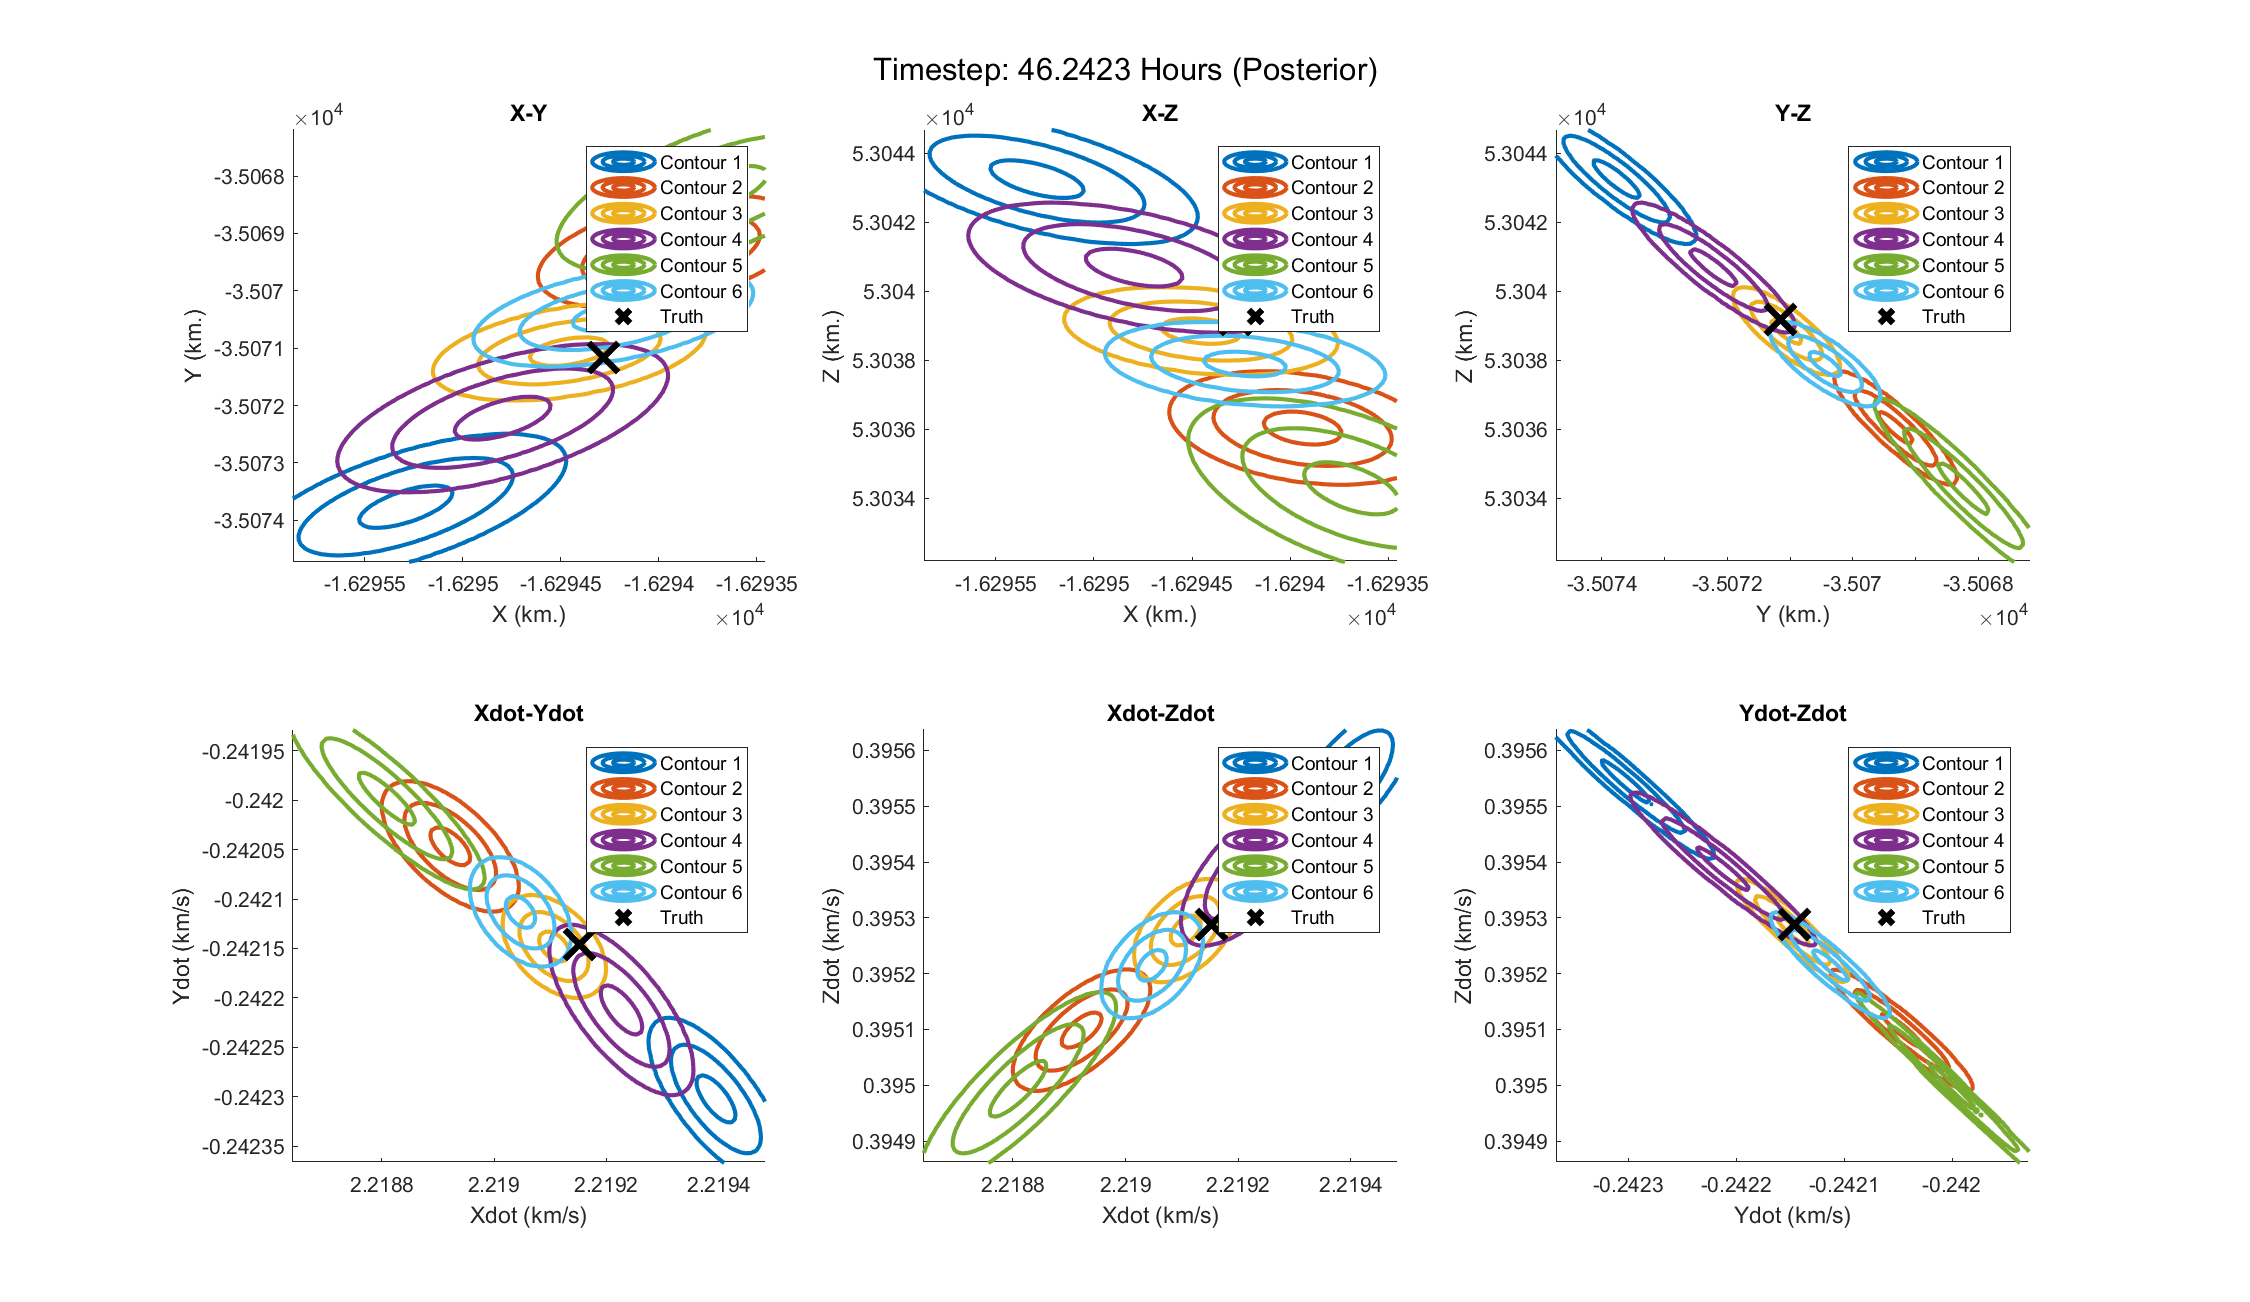 Timestep: 46.2423 Hours (Posterior)
X-Y
×10⁴
-3.5068
-3.5069
-3.507
-3.5071
-3.5072
-3.5073
-3.5074
Y (km.)
-1.62955 -1.6295 -1.62945 -1.6294 -1.62935
X (km.)
×10⁴
Contour 1
Contour 2
Contour 3
Contour 4
Contour 5
Contour 6
Truth
X-Z
×10⁴
5.3044
5.3042
5.304
5.3038
5.3036
5.3034
Z (km.)
-1.62955 -1.6295 -1.62945 -1.6294 -1.62935
X (km.)
×10⁴
Contour 1
Contour 2
Contour 3
Contour 4
Contour 5
Contour 6
Truth
Y-Z
×10⁴
5.3044
5.3042
5.304
5.3038
5.3036
5.3034
Z (km.)
-3.5074 -3.5072 -3.507 -3.5068
Y (km.)
×10⁴
Contour 1
Contour 2
Contour 3
Contour 4
Contour 5
Contour 6
Truth
Xdot-Ydot
-0.24195
-0.242
-0.24205
-0.2421
-0.24215
-0.2422
-0.24225
-0.2423
-0.24235
Ydot (km/s)
2.2188 2.219 2.2192 2.2194
Xdot (km/s)
Contour 1
Contour 2
Contour 3
Contour 4
Contour 5
Contour 6
Truth
Xdot-Zdot
0.3956
0.3955
0.3954
0.3953
0.3952
0.3951
0.395
0.3949
Zdot (km/s)
2.2188 2.219 2.2192 2.2194
Xdot (km/s)
Contour 1
Contour 2
Contour 3
Contour 4
Contour 5
Contour 6
Truth
Ydot-Zdot
0.3956
0.3955
0.3954
0.3953
0.3952
0.3951
0.395
0.3949
Zdot (km/s)
-0.2423 -0.2422 -0.2421 -0.242
Ydot (km/s)
Contour 1
Contour 2
Contour 3
Contour 4
Contour 5
Contour 6
Truth